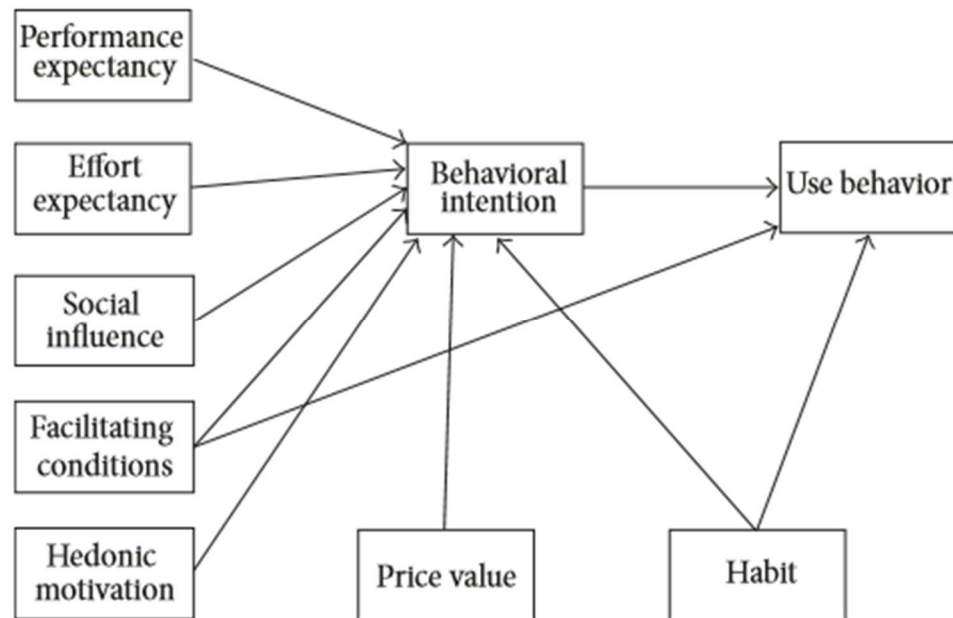 Performance
expectancy
Effort
expectancy
Behavioral
intention
Use behavior
Social
influence
Facilitating
conditions
Hedonic
motivation
Price value
Habit